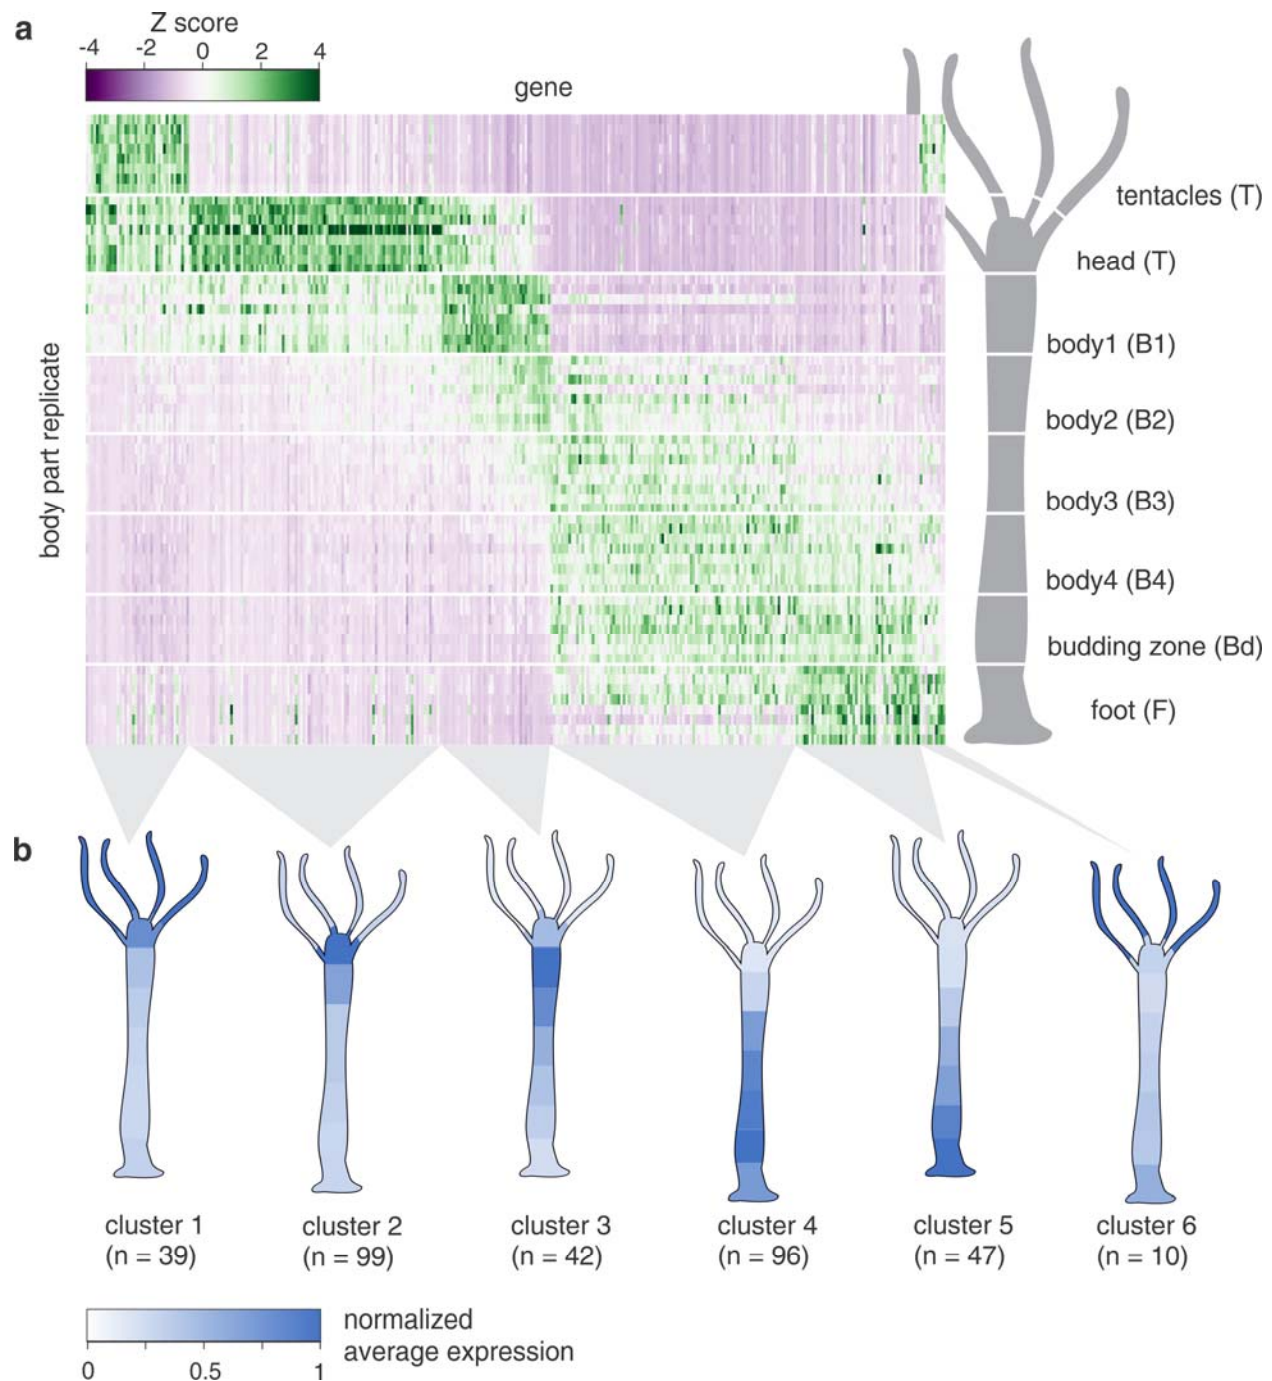 a
Z score
-4 -2 0 2 4
gene
body part replicate
tentacles (T)
head (T)
body1 (B1)
body2 (B2)
body3 (B3)
body4 (B4)
budding zone (Bd)
foot (F)
b
cluster 1
(n = 39)
cluster 2
(n = 99)
cluster 3
(n = 42)
cluster 4
(n = 96)
cluster 5
(n = 47)
cluster 6
(n = 10)
normalized
average expression
0 0.5 1